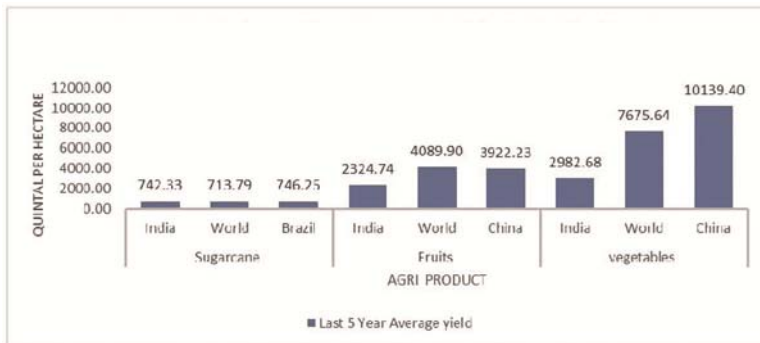 12000.00
10000.00
8000.00
6000.00
4000.00
2000.00
0.00
QUINTAL PER HECTARE
742.33 713.79 746.25 2324.74 4089.90 3922.23 2982.68 7675.64 10139.40
India World Brazil India World China India World China
Sugarcane Fruits vegetables
AGRI PRODUCT
Last 5 Year Average yield